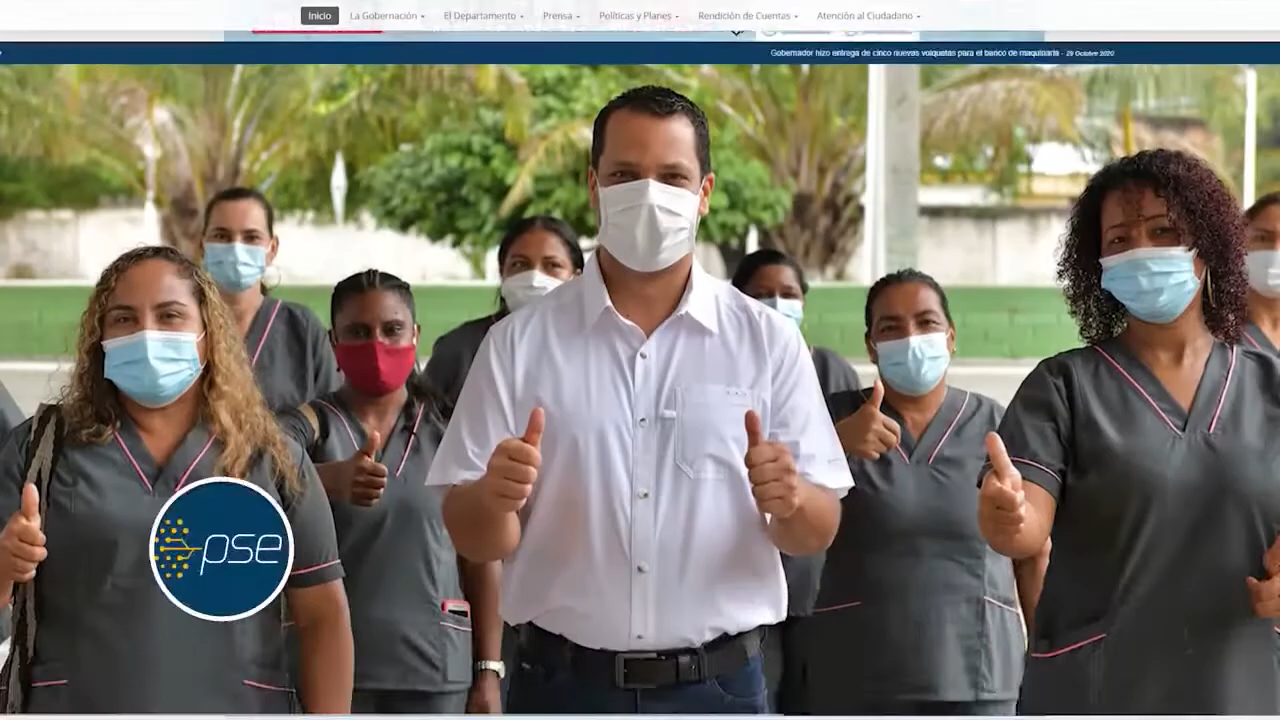 Inicio
La Gobernación
El Departamento
Prensa
Políticas y Planes
Rendición de Cuentas
Atención al Ciudadano
Gobernador hizo entrega de cinco nuevas volquetas para el banco de maquinaria - 29 Octubre 2020
pse